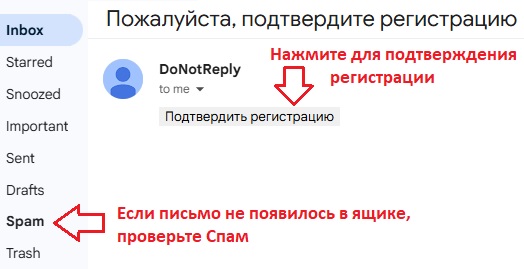 Пожалуйста, подтвердите регистрацию
Inbox
Starred
Snoozed
Important
Sent
Drafts
Spam
Trash
DoNotReply
to me
Нажмите для подтверждения
регистрации
Подтвердить регистрацию
Если письмо не появилось в ящике,
проверьте Спам